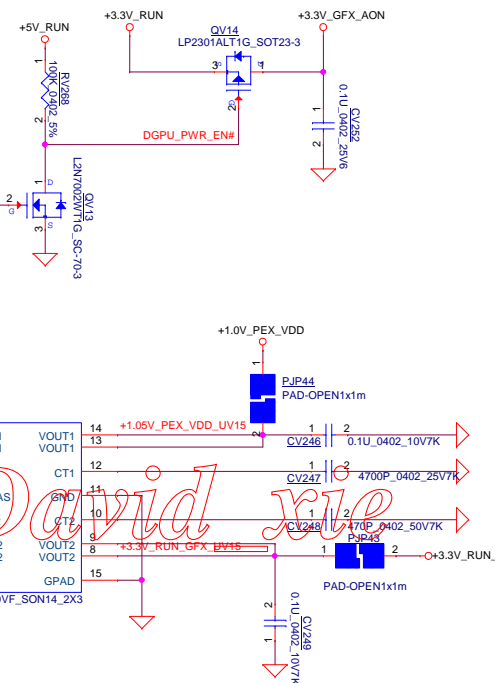 +3.3V_RUN
+3.3V_GFX_AON
+5V_RUN
QV14
LP2301ALT1G_SOT23-3
3
S
D
1
G
2
1
RV268
100K_0402_5%
2
DGPU_PWR_EN#
1
CV252
0.1U_0402_25V6
2
1
D
2
G
S
3
QV13
L2N7002WT1G_SC-70-3
+1.0V_PEX_VDD
1
PJP44
PAD-OPEN1x1m
2
VOUT1
14
+1.05V_PEX_VDD_UV15
1
2
VOUT1
13
CV246
0.1U_0402_10V7K
CT1
12
1
2
CV247
4700P_0402_25V7K
GND
11
David xie
CT2
10
1
2
CV248
470P_0402_50V7K
VOUT2
9
VOUT2
8
+3.3V_RUN_GFX_UV15
PJP43
1
2
+3.3V_RUN_
PAD-OPEN1x1m
GPAD
15
VF_SON14_2X3
2
CV249
0.1U_0402_10V7K
1